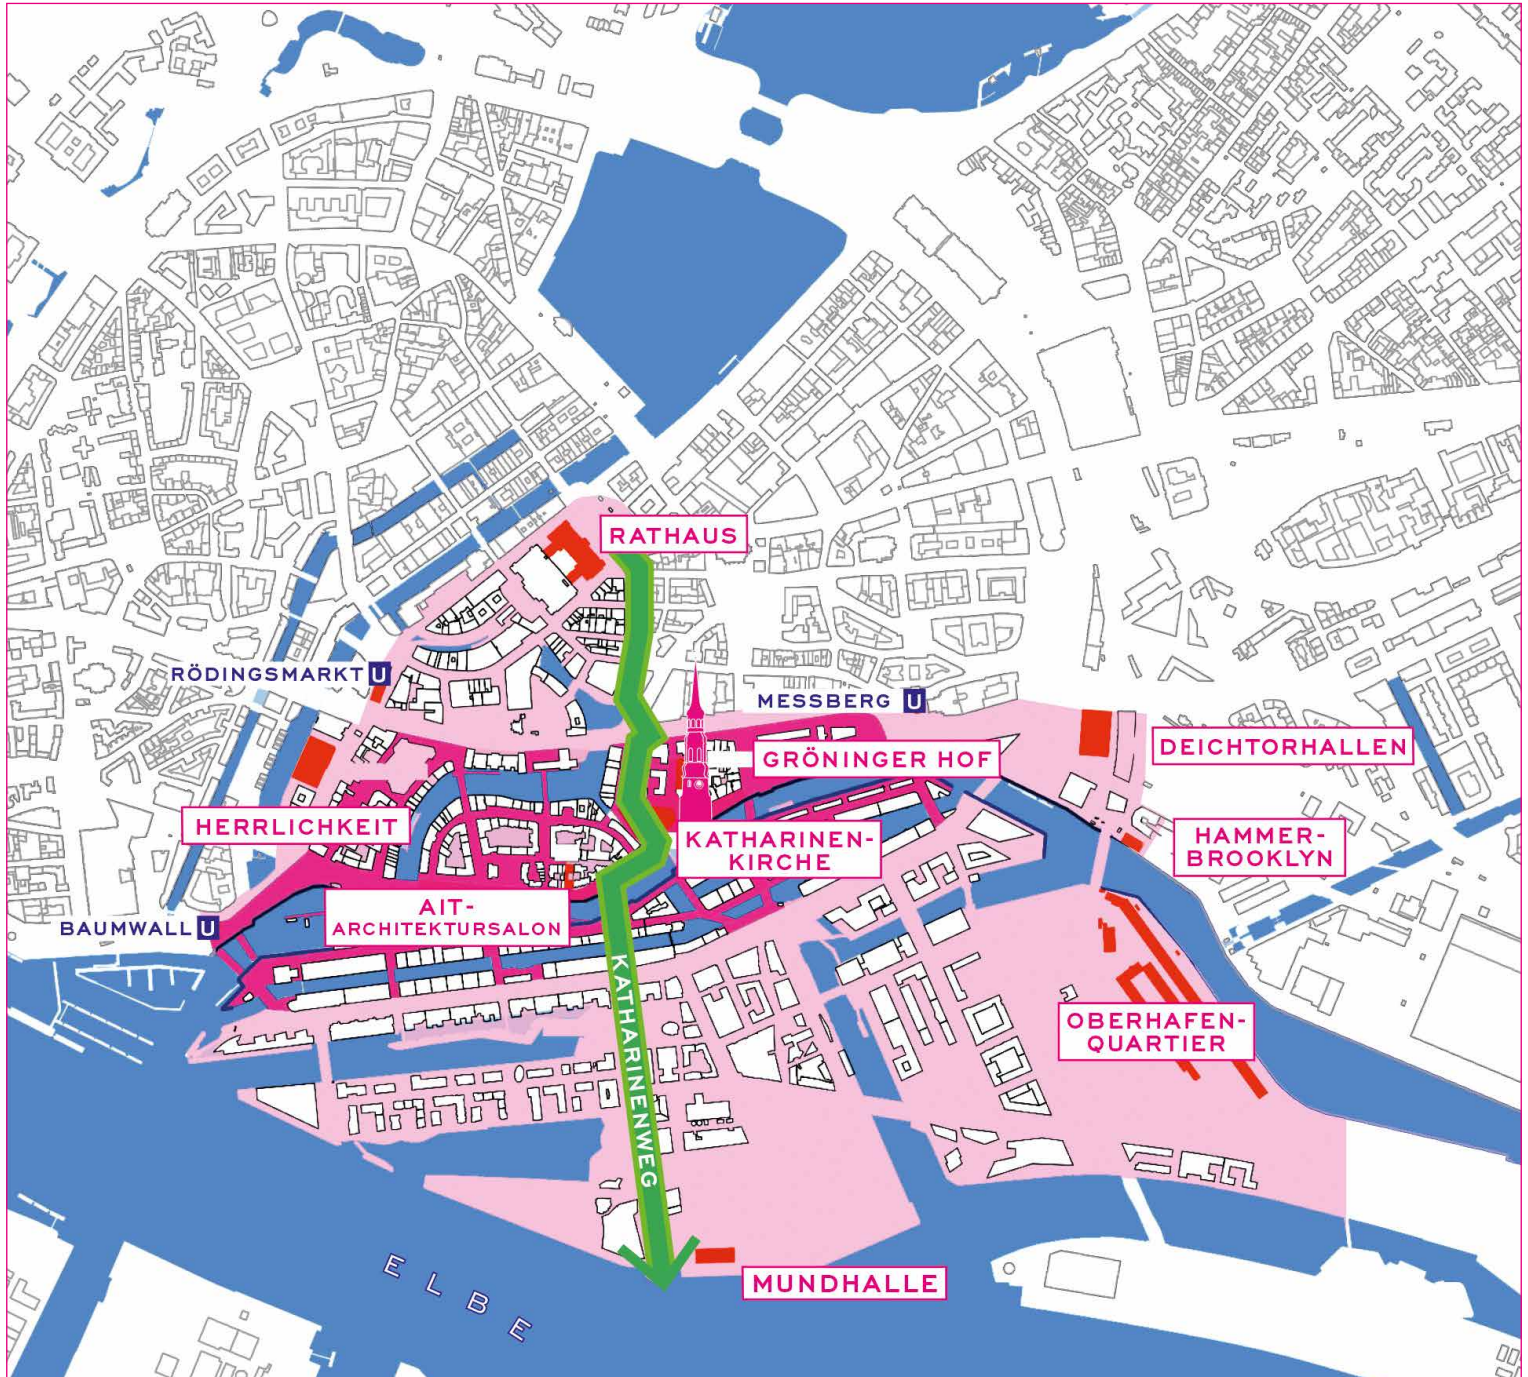 RATHAUS
RÖDINGSMARKT U
MESSBERG U
GRÖNINGER HOF
DEICHTORHALLEN
HERRLICHKEIT
KATHARINEN-
KIRCHE
HAMMER-
BROOKLYN
AIT-
ARCHITEKTURSALON
BAUMWALL U
KATHARINENWEG
OBERHAFEN-
QUARTIER
MUNDHALLE
ELBE